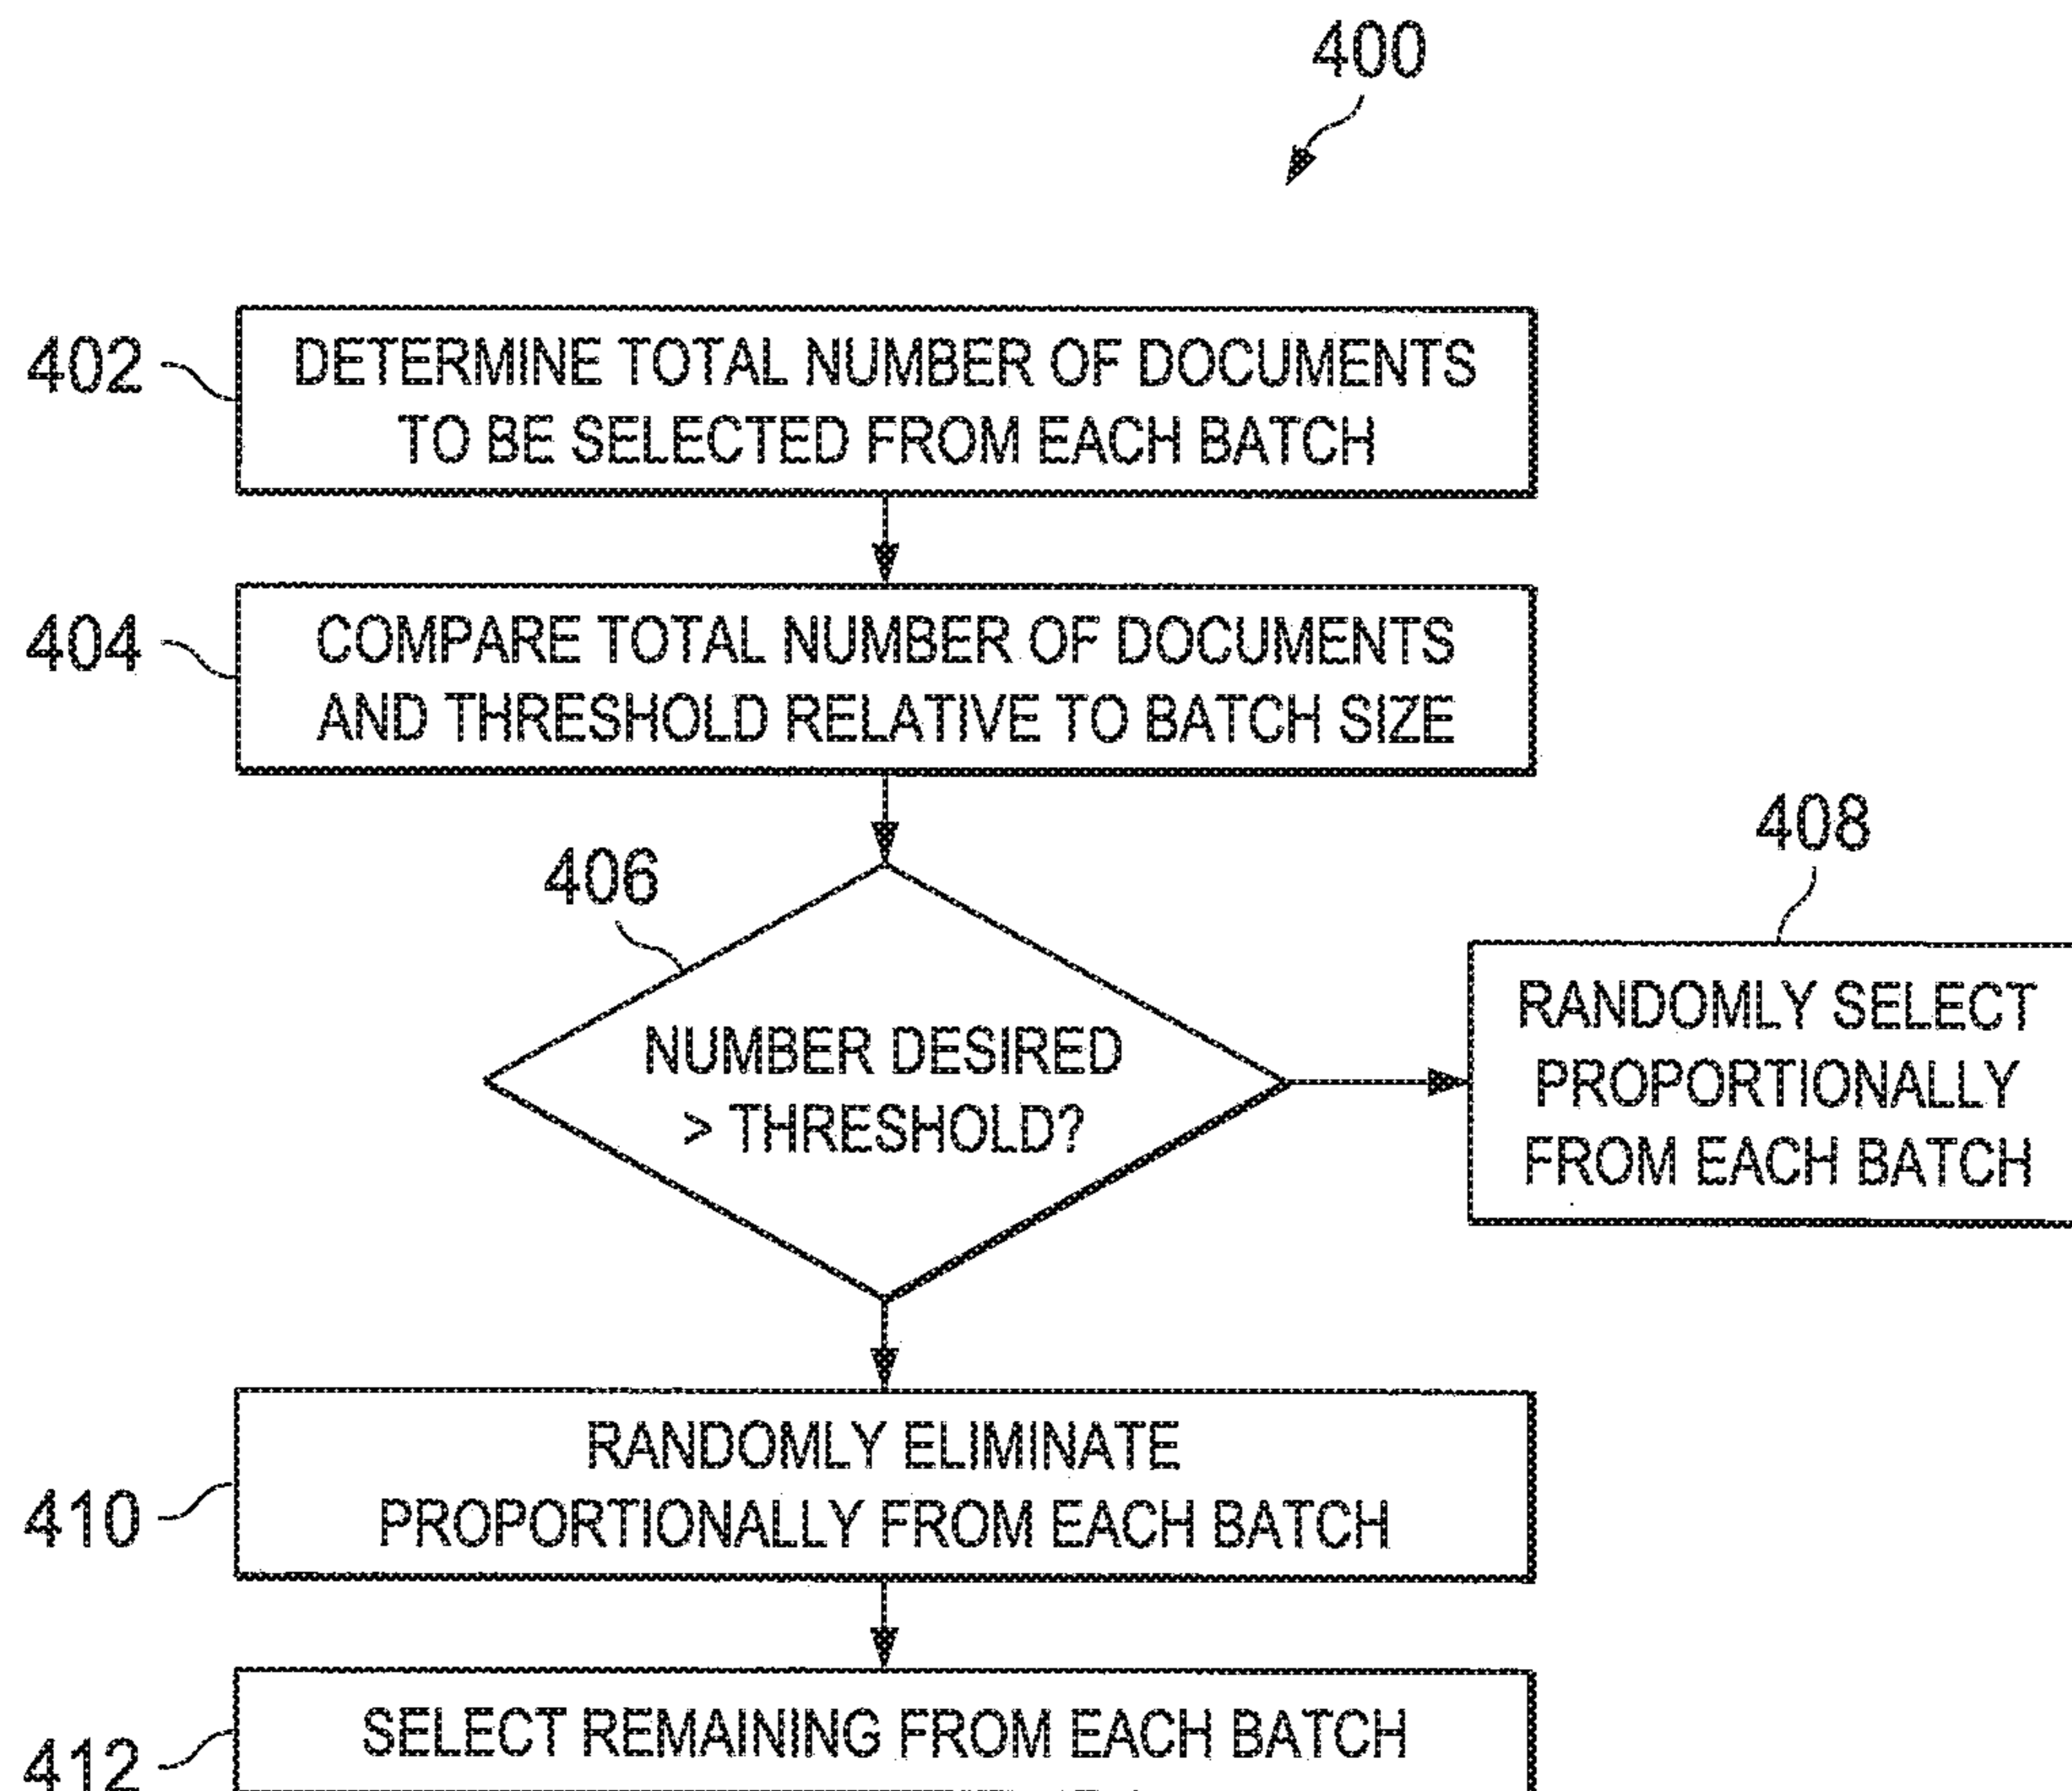 400
402
DETERMINE TOTAL NUMBER OF DOCUMENTS
TO BE SELECTED FROM EACH BATCH
404
COMPARE TOTAL NUMBER OF DOCUMENTS
AND THRESHOLD RELATIVE TO BATCH SIZE
406
NUMBER DESIRED
> THRESHOLD?
408
RANDOMLY SELECT
PROPORTIONALLY
FROM EACH BATCH
410
RANDOMLY ELIMINATE
PROPORTIONALLY FROM EACH BATCH
412
SELECT REMAINING FROM EACH BATCH